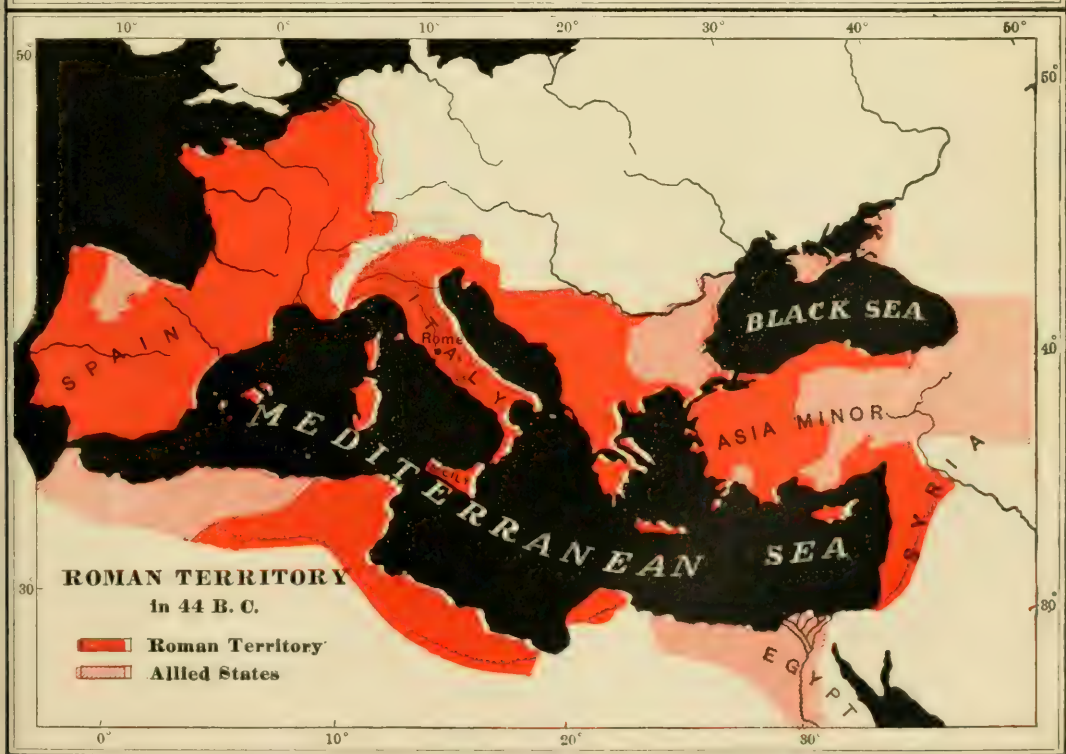 10° 0° 10° 20° 30° 40° 50°
50° 50°
BLACK SEA
ITALY
Rome
SPAIN
40°
ASIA MINOR
MEDITERRANEAN SEA
SICILY
SYRIA
ROMAN TERRITORY
in 44 B. C.
30° 30°
Roman Territory
Allied States
EGYPT
0° 10° 20° 30°